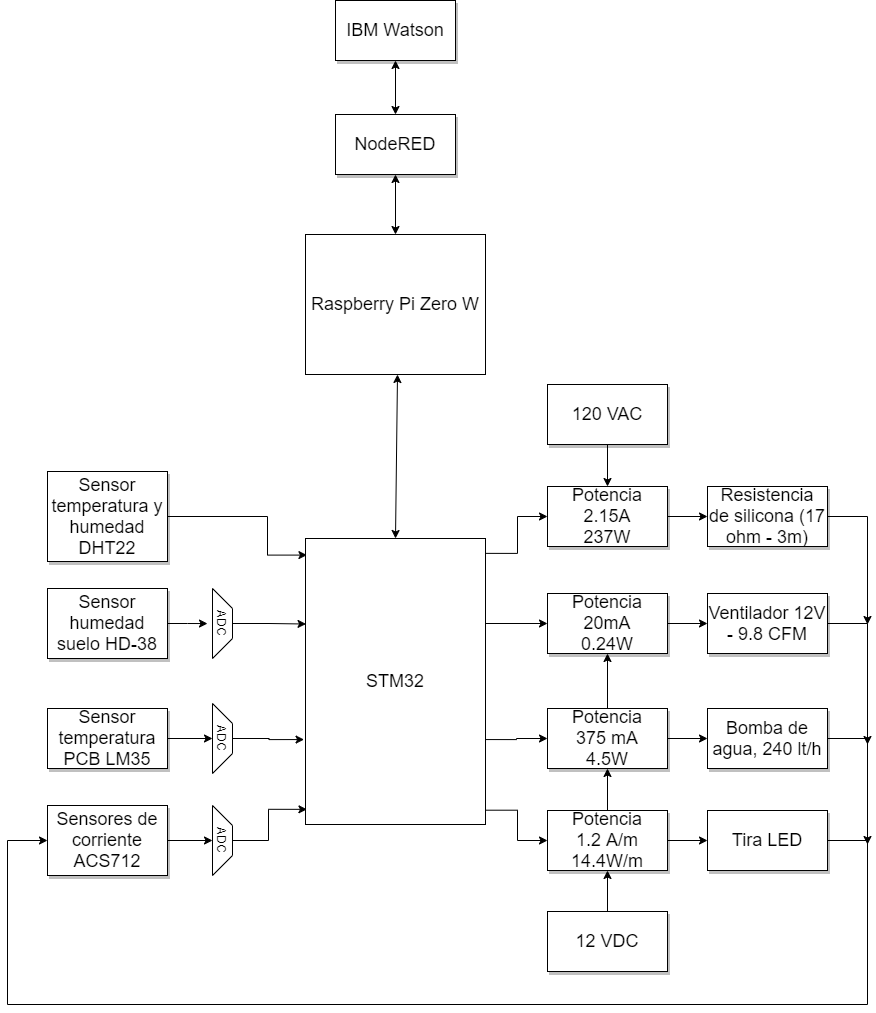 IBM Watson
NodeRED
Raspberry Pi Zero W
120 VAC
Sensor
temperatura y
humedad
DHT22
Potencia
2.15A
237W
Resistencia
de silicona (17
ohm - 3m)
Sensor
humedad
suelo HD-38
ADC
Potencia
20mA
0.24W
Ventilador 12V
- 9.8 CFM
STM32
Sensor
temperatura
PCB LM35
ADC
Potencia
375 mA
4.5W
Bomba de
agua, 240 lt/h
Sensores de
corriente
ACS712
ADC
Potencia
1.2 A/m
14.4W/m
Tira LED
12 VDC